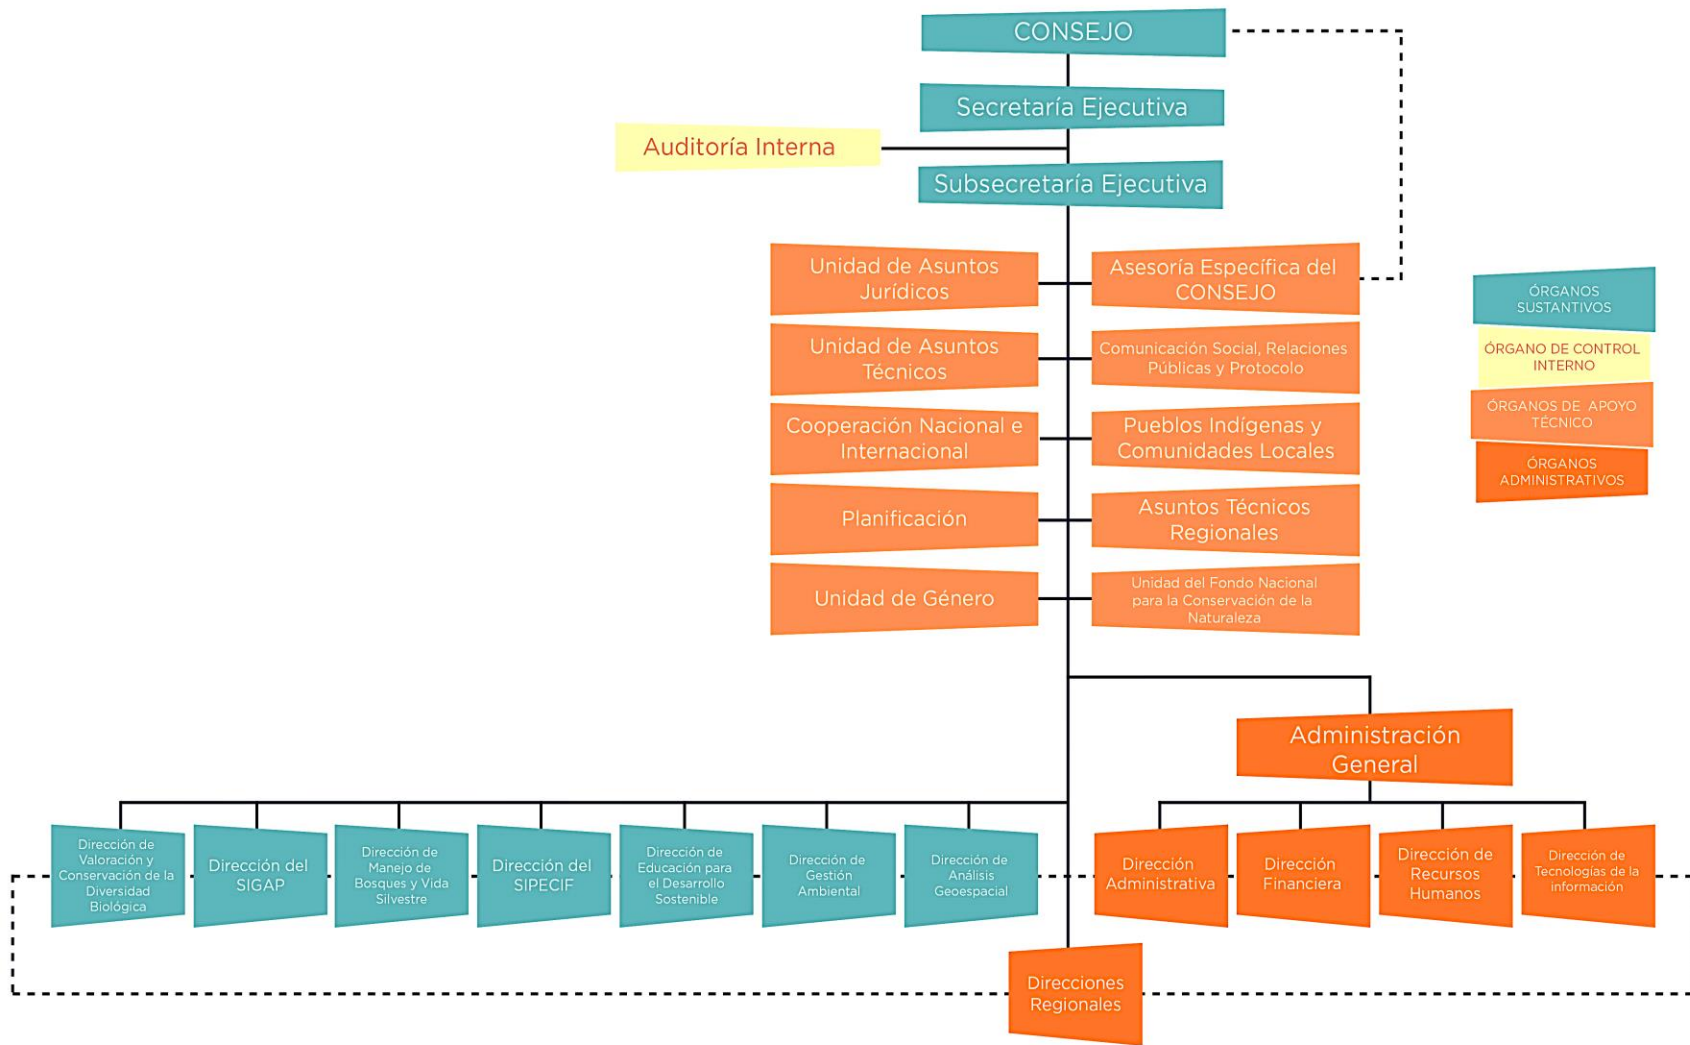 CONSEJO
Secretaría Ejecutiva
Auditoría Interna
Subsecretaría Ejecutiva
Unidad de Asuntos
Jurídicos
Asesoría Específica del
CONSEJO
Unidad de Asuntos
Técnicos
Comunicación Social, Relaciones
Públicas y Protocolo
Cooperación Nacional e
Internacional
Pueblos Indígenas y
Comunidades Locales
Planificación
Asuntos Técnicos
Regionales
Unidad de Género
Unidad del Fondo Nacional
para la Conservación de la
Naturaleza
ÓRGANOS
SUSTANTIVOS
ÓRGANO DE CONTROL
INTERNO
ÓRGANOS DE APOYO
TÉCNICO
ÓRGANOS
ADMINISTRATIVOS
Administración
General
Dirección de
Valoración y
Conservación de la
Diversidad
Biológica
Dirección del
SIGAP
Dirección de
Manejo de
Bosques y Vida
Silvestre
Dirección del
SIPECIF
Dirección de
Educación para
el Desarrollo
Sostenible
Dirección de
Gestión
Ambiental
Dirección de
Análisis
Geoespacial
Dirección
Administrativa
Dirección
Financiera
Dirección de
Recursos
Humanos
Dirección de
Tecnologías de la
información
Direcciones
Regionales